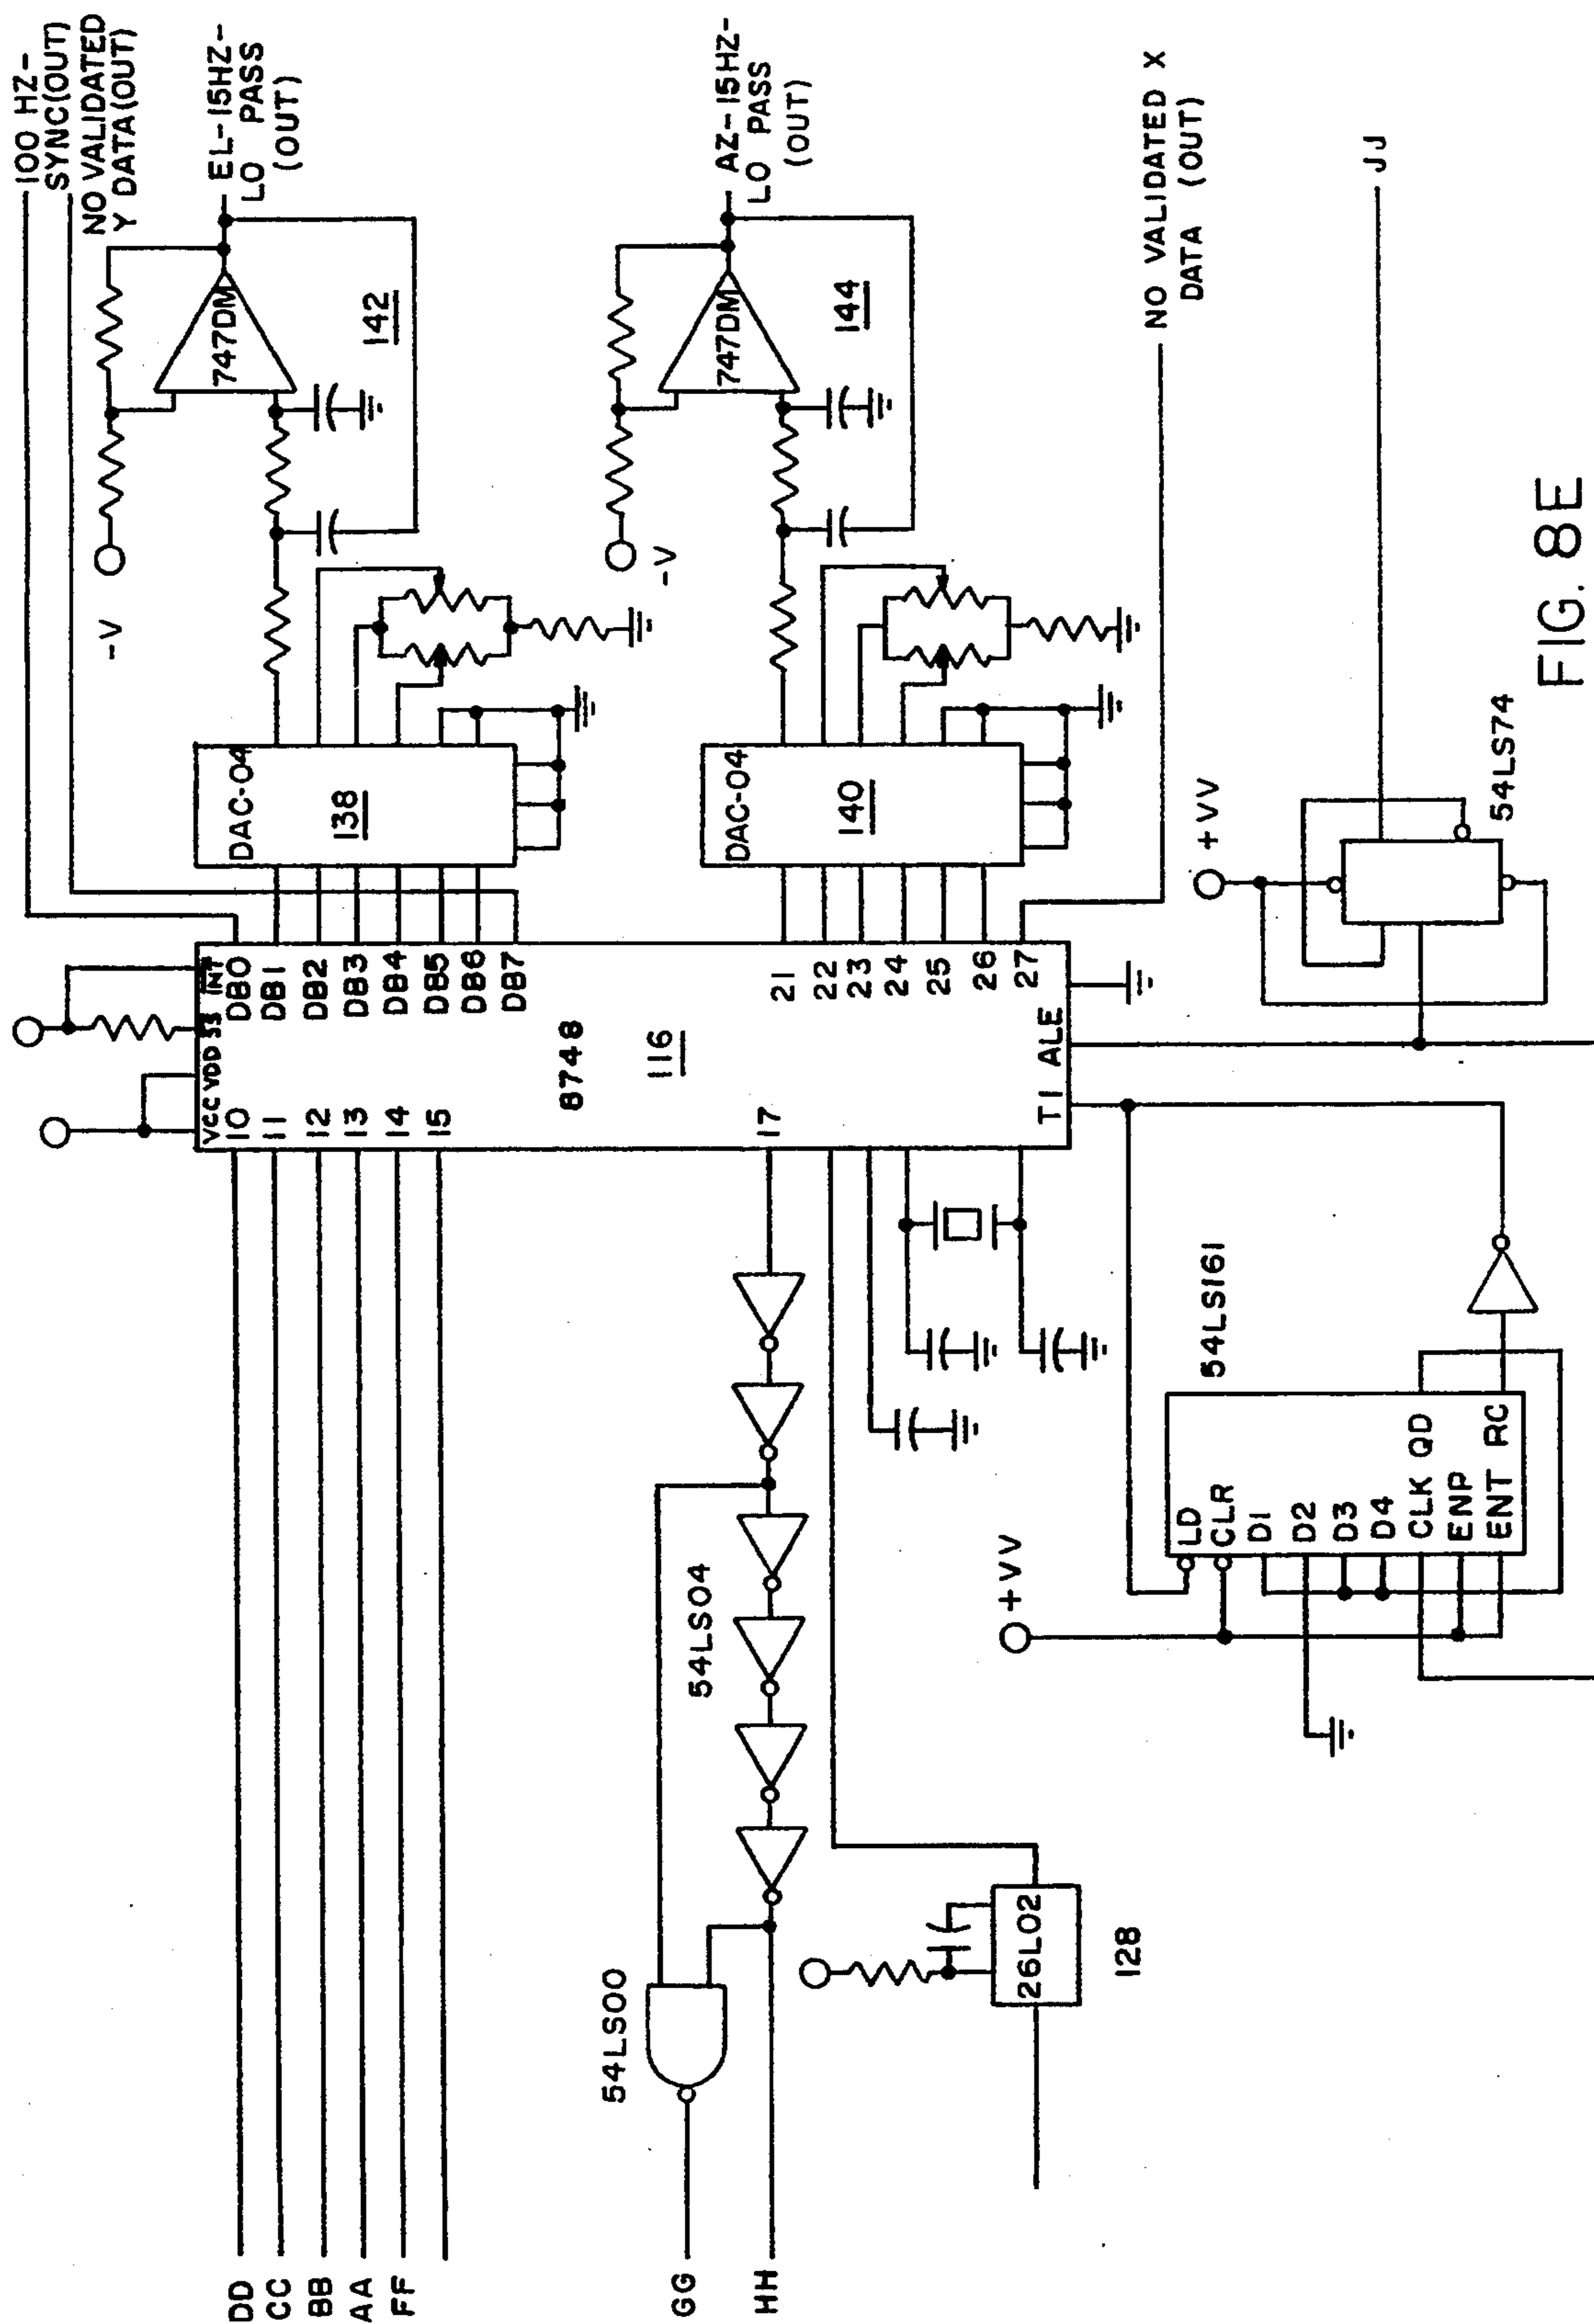 100 HZ-
SYNC(OUT)
NO VALIDATED
Y DATA(OUT)
EL-15HZ-
LO PASS
(OUT)
AZ-15HZ-
LO PASS
(OUT)
NO VALIDATED X
DATA (OUT)
JJ
-V
747DM
142
-V
747DM
144
DAC-04
138
DAC-04
140
+VV
54LS74
VCC VDD SS INT
DB0
DB1
DB2
DB3
DB4
DB5
DB6
DB7
21
22
23
24
25
26
27
10
11
12
13
14
15
17
8748
116
T1 ALE
54LS161
LD
CLR
D1
D2
D3
D4
CLK QD
ENP
ENT RC
+VV
54LS04
54LS00
26L02
128
DD
CC
BB
AA
FF
GG
HH
FIG. 8E